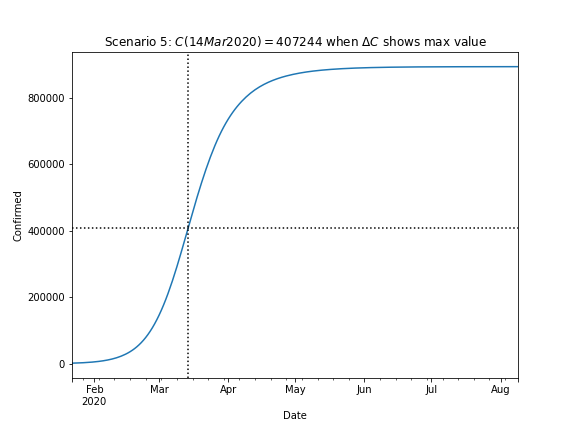 Scenario 5: C(14Mar2020) = 407244 when ΔC shows max value
Confirmed
800000
600000
400000
200000
0
Feb Mar Apr May Jun Jul Aug
2020
Date